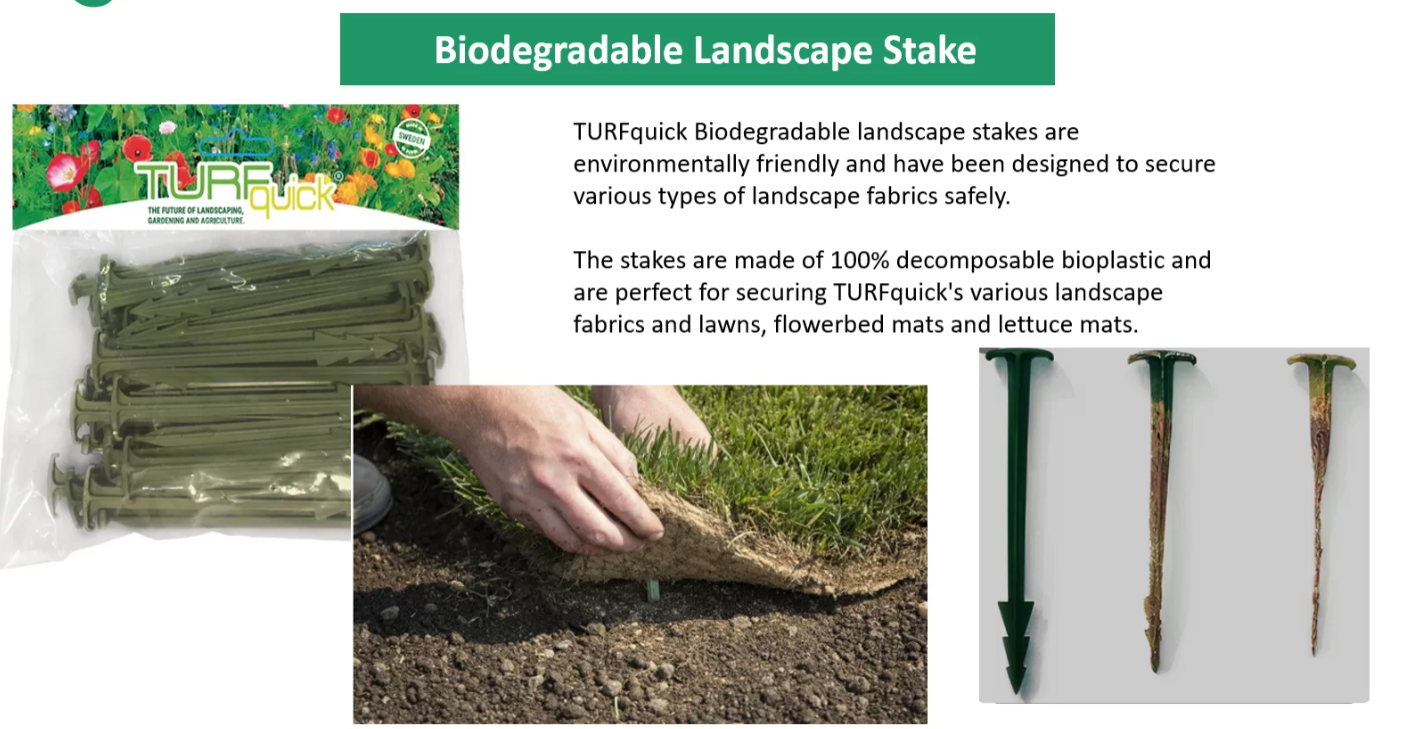 Biodegradable Landscape Stake
SWEDEN
TURF
quick®
THE FUTURE OF LANDSCAPING,
GARDENING AND AGRICULTURE.
TURFquick Biodegradable landscape stakes are
environmentally friendly and have been designed to secure
various types of landscape fabrics safely.
The stakes are made of 100% decomposable bioplastic and
are perfect for securing TURFquick's various landscape
fabrics and lawns, flowerbed mats and lettuce mats.